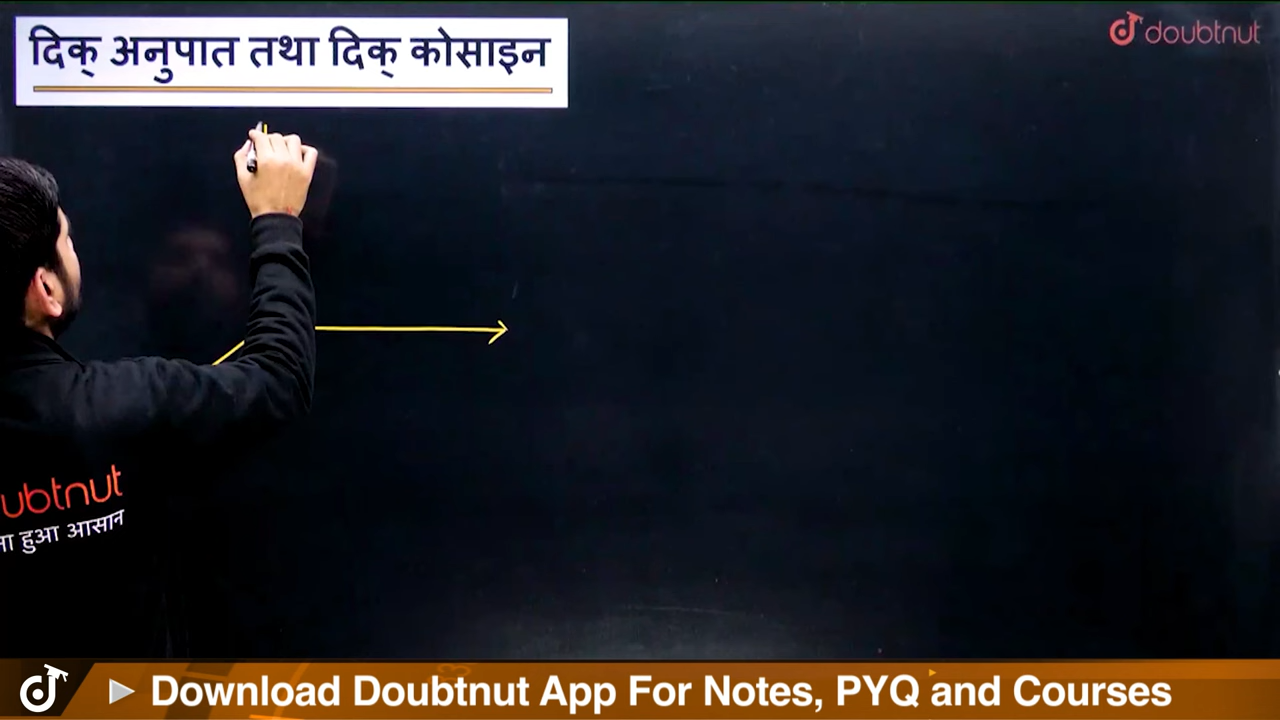 दिक् अनुपात तथा दिक् कोसाइन
doubtnut
ubtnut
हुआ आसान
Download Doubtnut App For Notes, PYQ and Courses